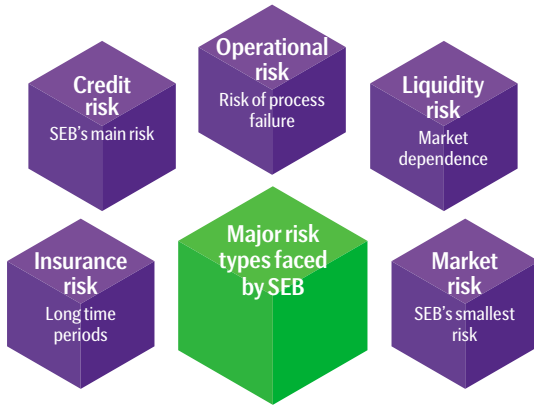 Operational
risk
Risk of process
failure
Credit
risk
SEB's main risk
Liquidity
risk
Market
dependence
Major risk
types faced
by SEB
Insurance
risk
Long time
periods
Market
risk
SEB's smallest
risk